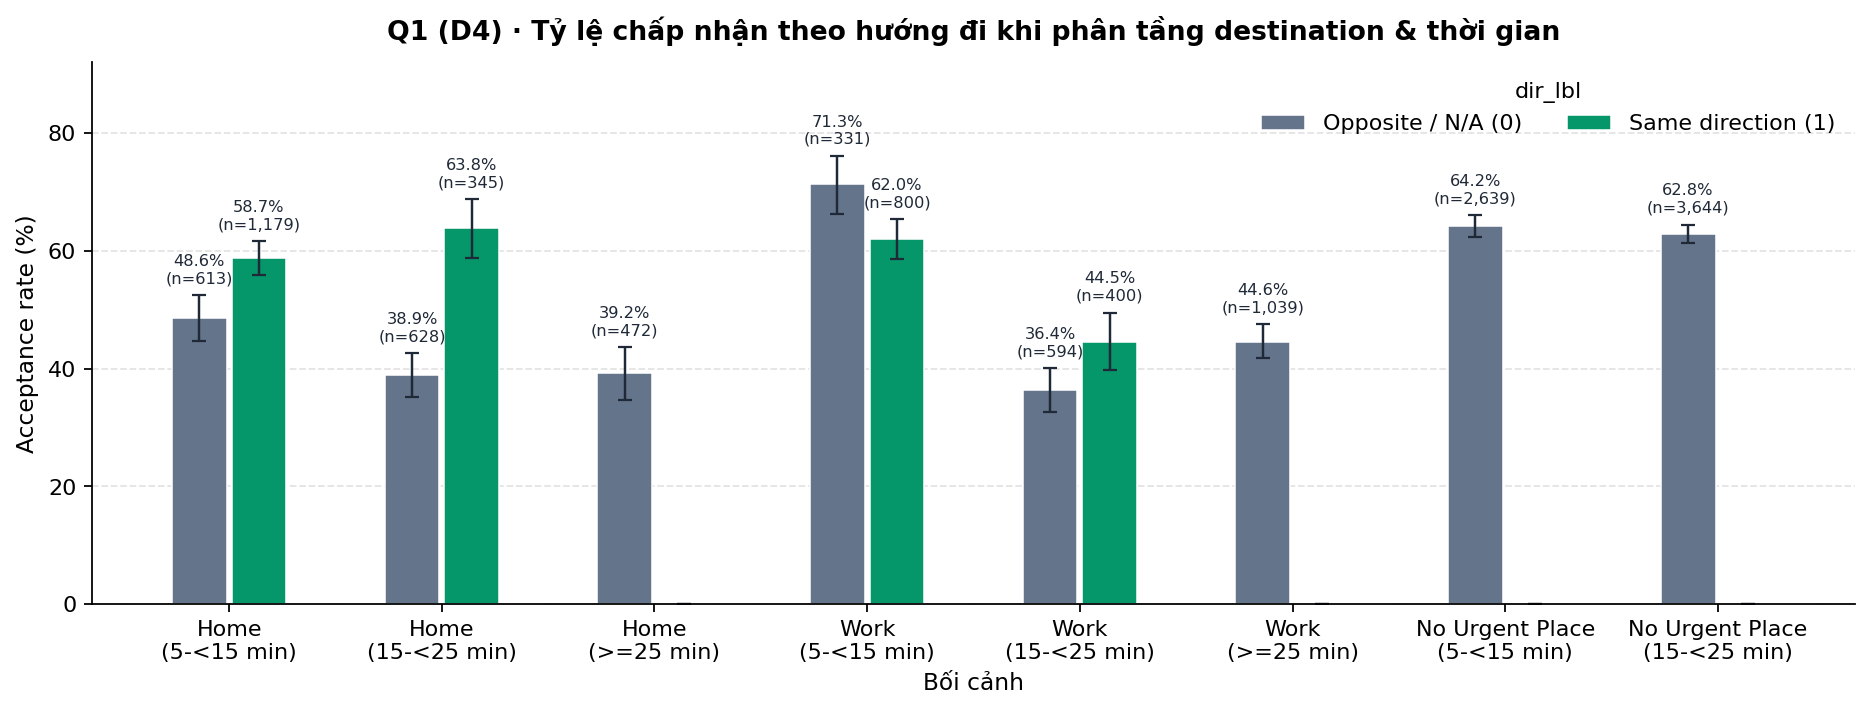 Q1 (D4) · Tỷ lệ chấp nhận theo hướng đi khi phân tầng destination & thời gian
dir_lbl
Opposite / N/A (0)
Same direction (1)
Acceptance rate (%)
80
60
40
20
0
48.6%
(n=613)
58.7%
(n=1,179)
38.9%
(n=628)
63.8%
(n=345)
39.2%
(n=472)
71.3%
(n=331)
62.0%
(n=800)
36.4%
(n=594)
44.5%
(n=400)
44.6%
(n=1,039)
64.2%
(n=2,639)
62.8%
(n=3,644)
Home
(5-<15 min)
Home
(15-<25 min)
Home
(>=25 min)
Work
(5-<15 min)
Work
(15-<25 min)
Work
(>=25 min)
No Urgent Place
(5-<15 min)
No Urgent Place
(15-<25 min)
Bối cảnh